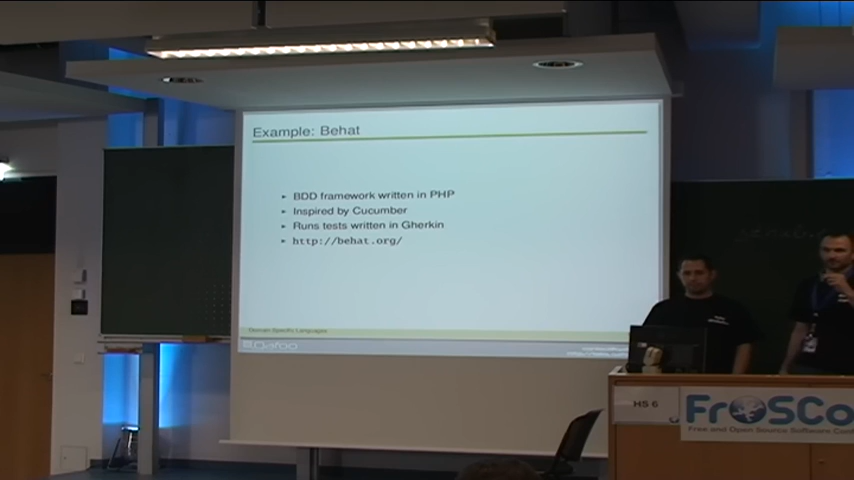 Example: Behat
BDD framework written in PHP
Inspired by Cucumber
Runs tests written in Gherkin
http://behat.org/
Domain Specific Languages
Qafoo
HS 6
FrOSCo
Free and Open Source Software Con